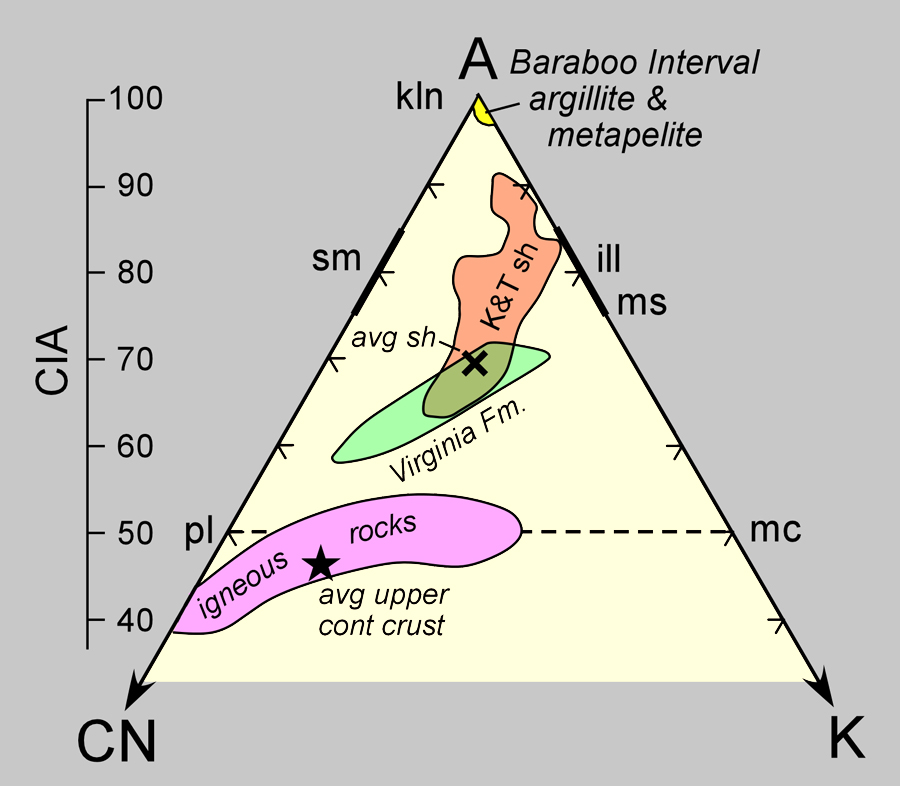 A
Baraboo Interval
argillite &
metapelite
kln
100
90
80
70
60
50
40
CIA
sm
ill
ms
K&T sh
avg sh
Virginia Fm.
pl
mc
igneous rocks
avg upper
cont crust
CN
K